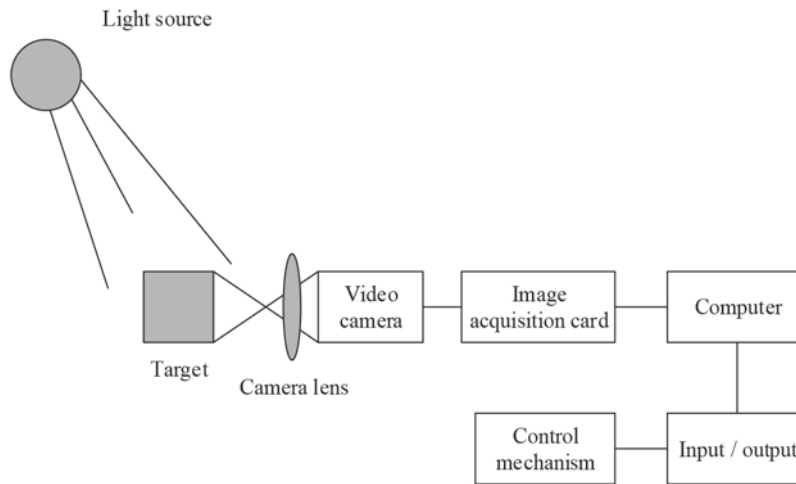 Light source
Video
camera
Image
acquisition card
Computer
Target
Camera lens
Control
mechanism
Input / output